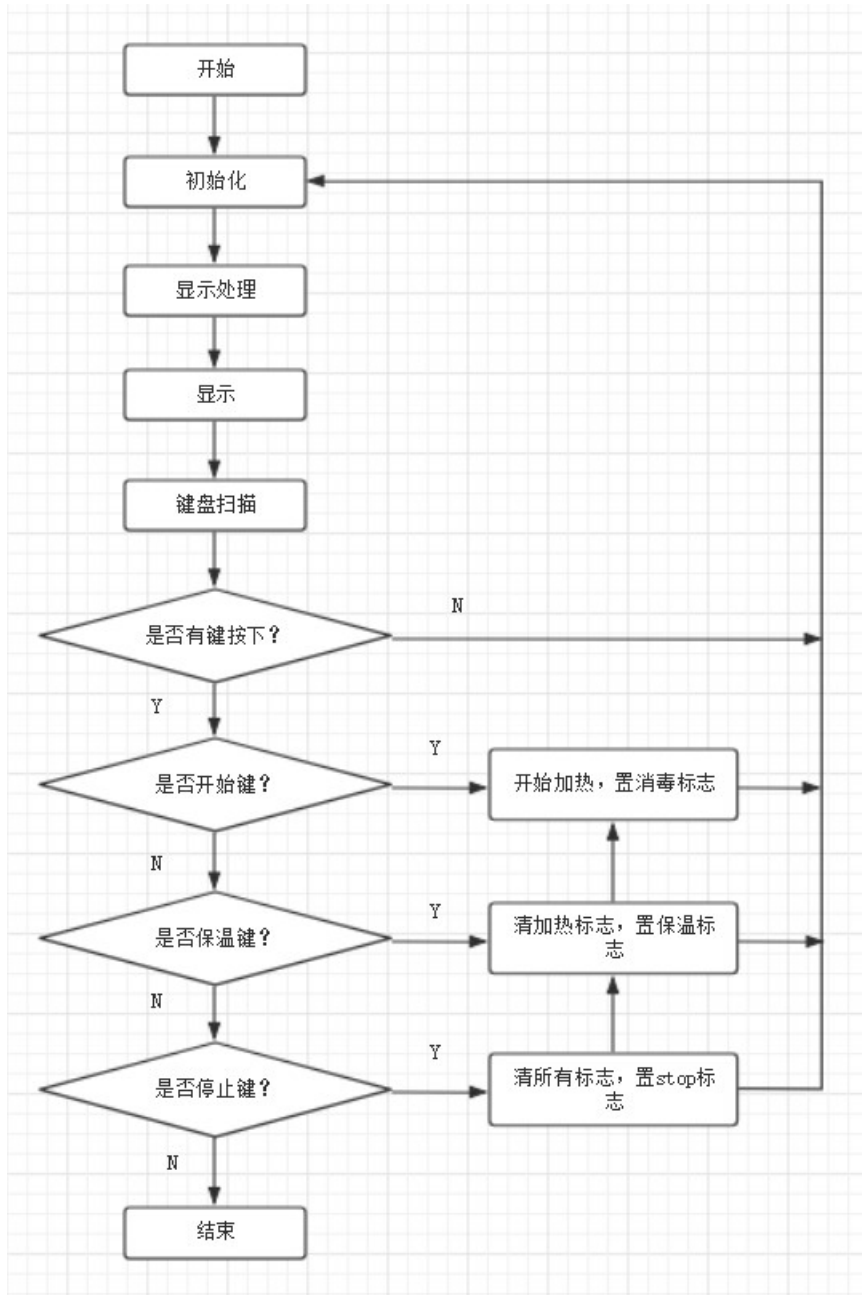 开始
初始化
显示处理
显示
键盘扫描
是否有键按下？
N
Y
是否开始键？
Y
开始加热，置消毒标志
N
是否保温键？
Y
清加热标志，置保温标
志
N
是否停止键？
Y
清所有标志，置stop标
志
N
结束